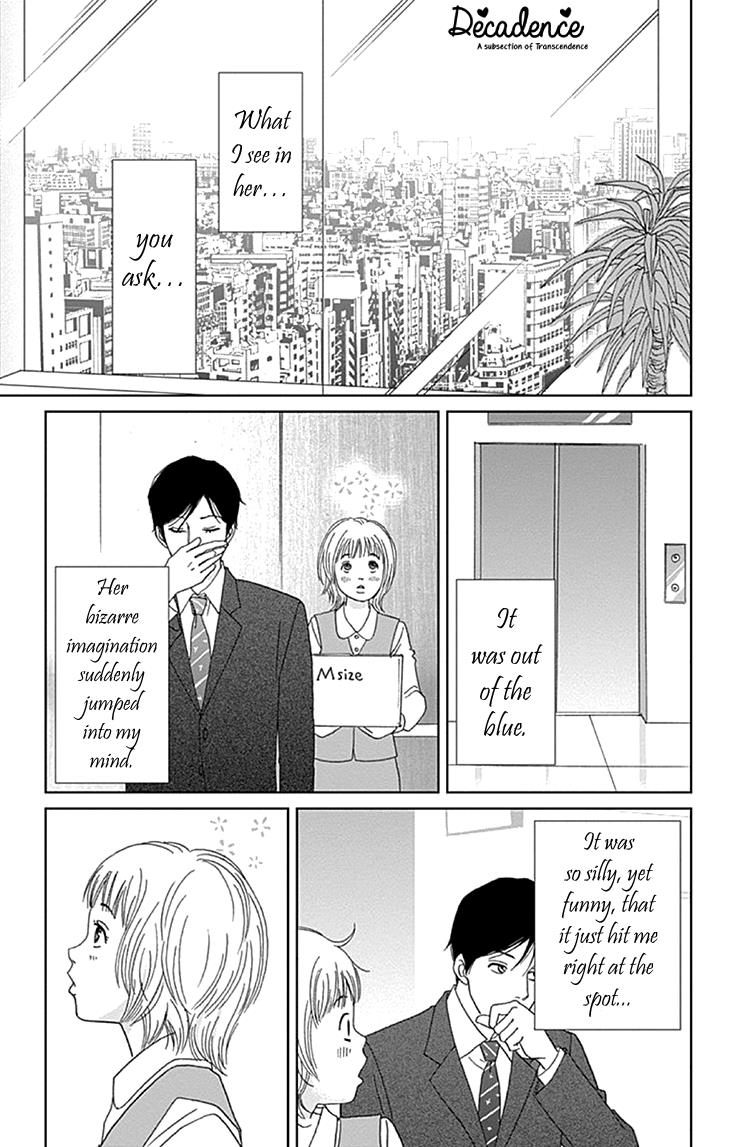 Decadence
A subsection of Transcendence
What
I see in
her...
you
ask...
It
was out
of the
blue.
Her
bizarre
imagination
suddenly
jumped
into my
mind.
M size
It was
so silly, yet
funny, that
it just hit me
right at the
spot...